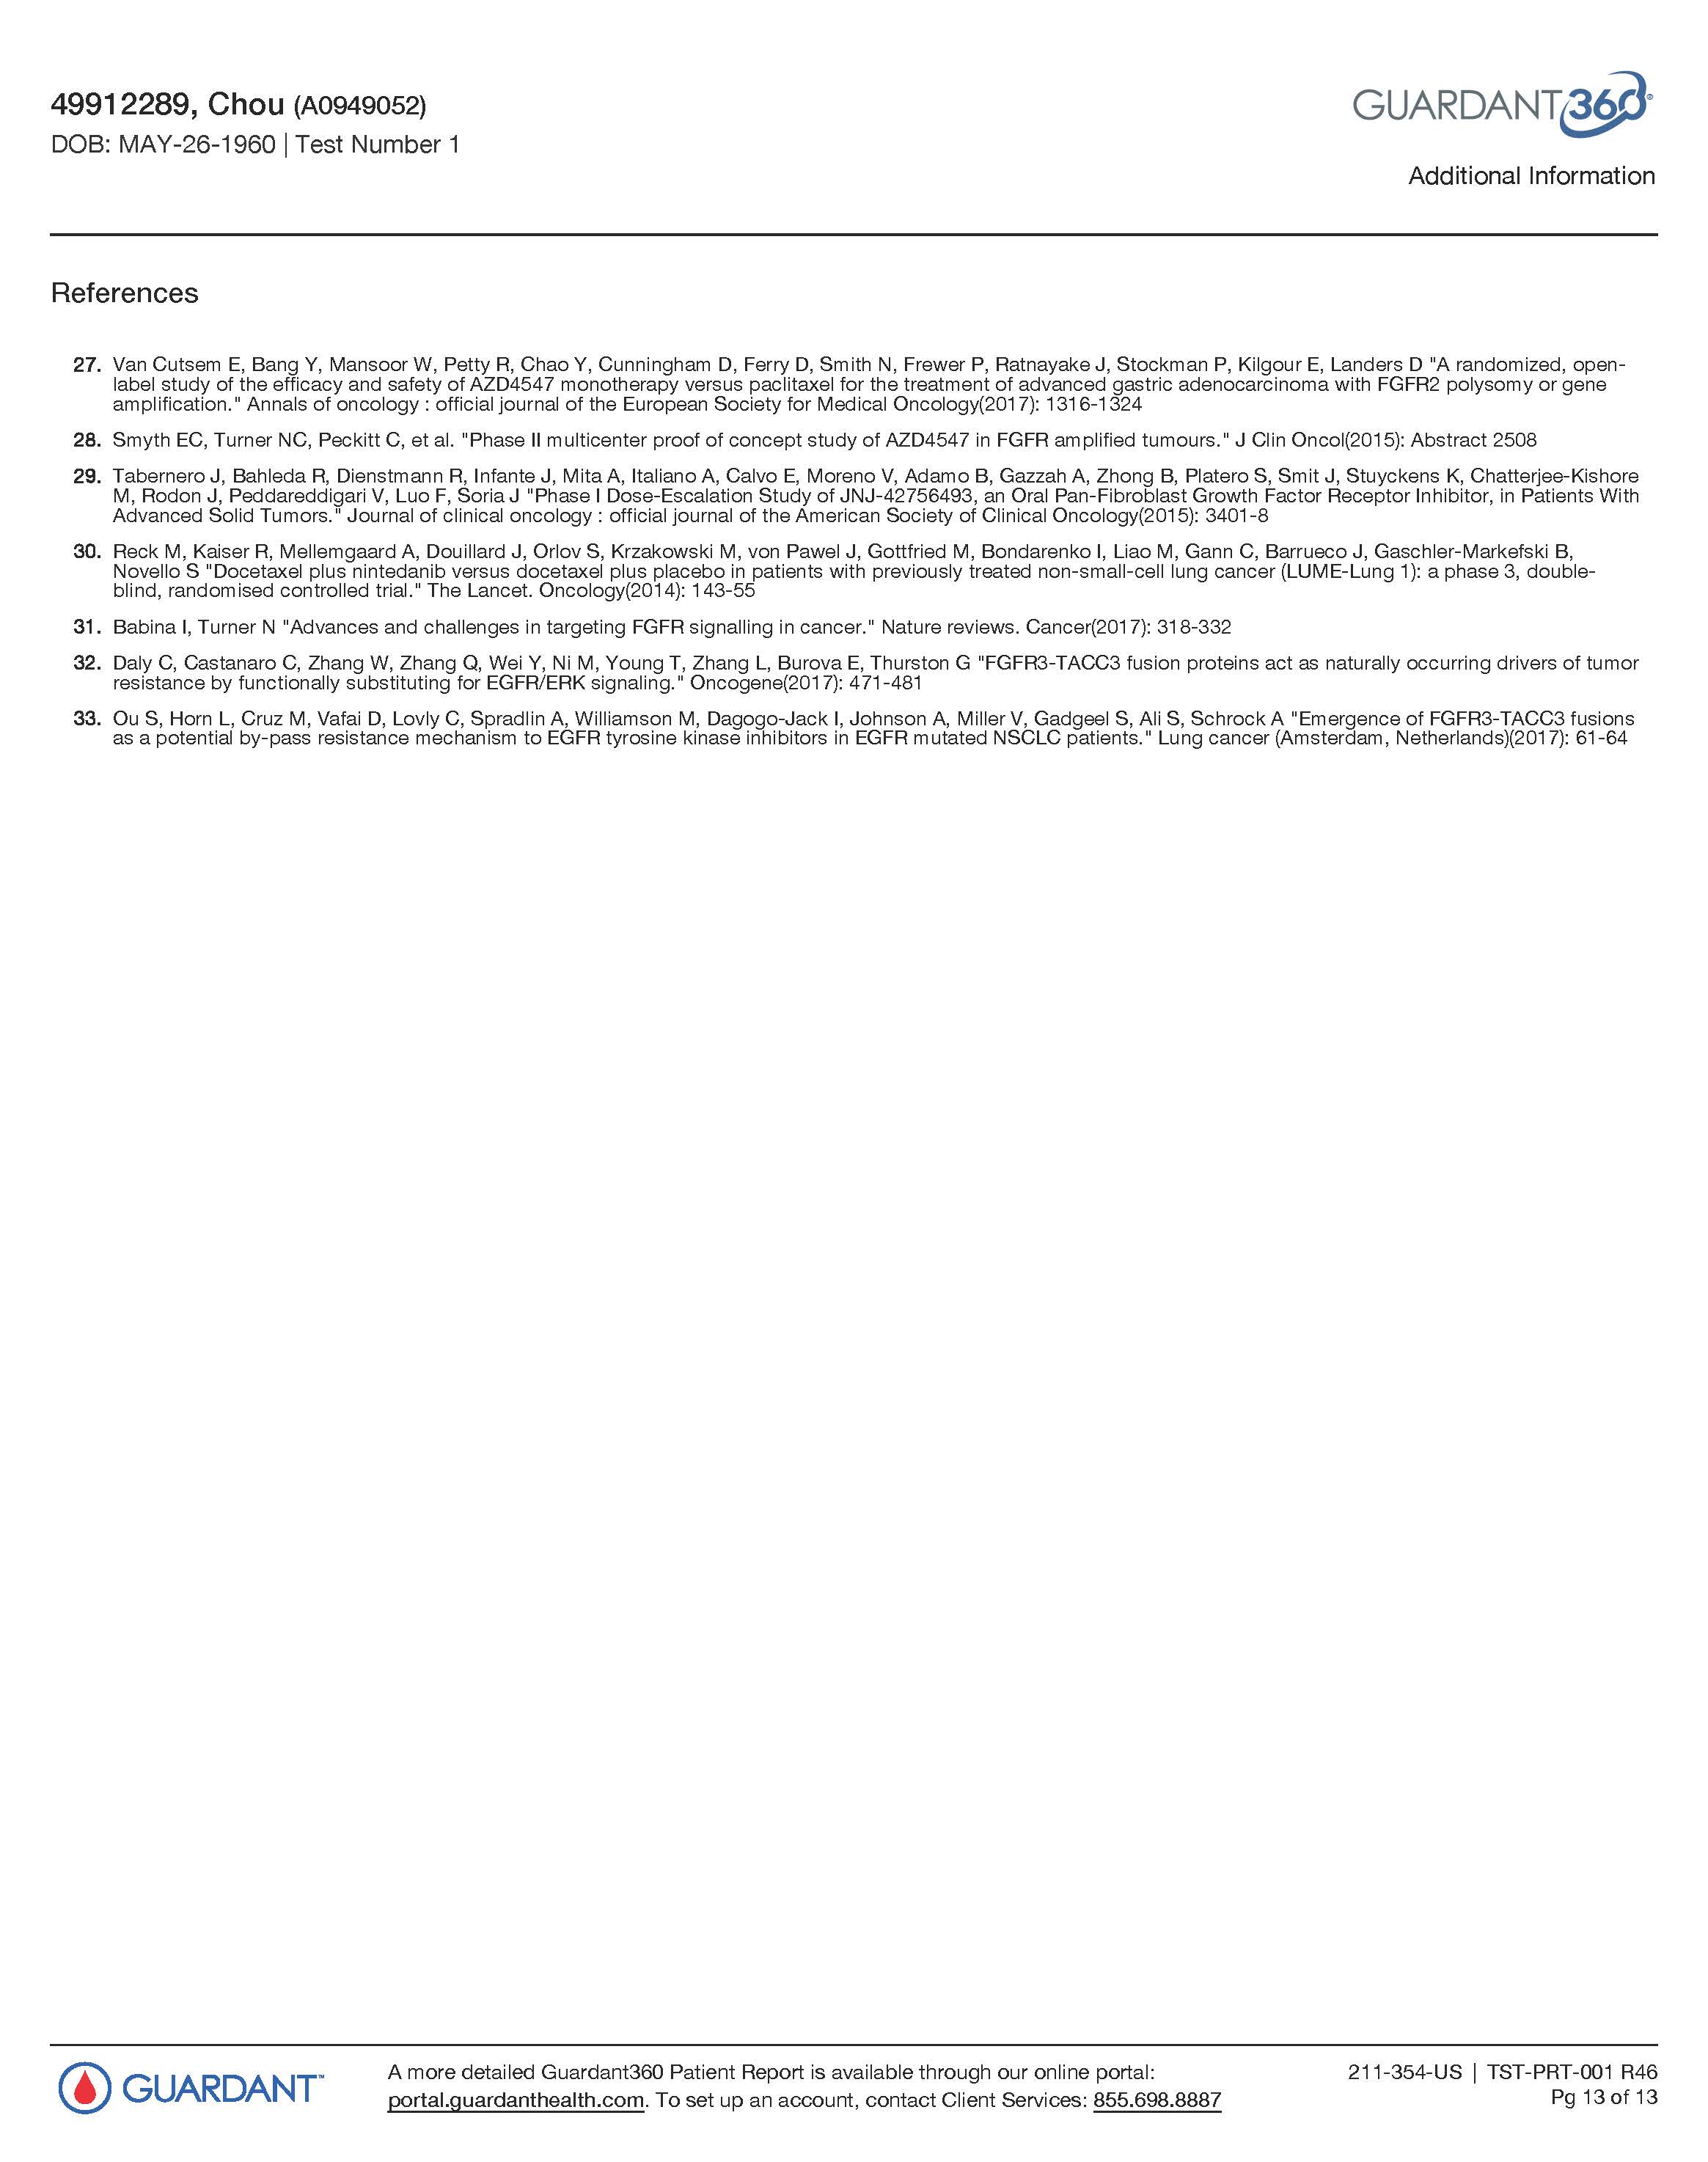 49912289, Chou (A0949052)
DOB: MAY-26-1960 | Test Number 1
GUARDANT360®
Additional Information
References
27. Van Cutsem E, Bang Y, Mansoor W, Petty R, Chao Y, Cunningham D, Ferry D, Smith N, Frewer P, Ratnayake J, Stockman P, Kilgour E, Landers D "A randomized, open-
label study of the efficacy and safety of AZD4547 monotherapy versus paclitaxel for the treatment of advanced gastric adenocarcinoma with FGFR2 polysomy or gene
amplification." Annals of oncology : official journal of the European Society for Medical Oncology(2017): 1316-1324
28. Smyth EC, Turner NC, Peckitt C, et al. "Phase II multicenter proof of concept study of AZD4547 in FGFR amplified tumours." J Clin Oncol(2015): Abstract 2508
29. Tabernero J, Bahleda R, Dienstmann R, Infante J, Mita A, Italiano A, Calvo E, Moreno V, Adamo B, Gazzah A, Zhong B, Platero S, Smit J, Stuyckens K, Chatterjee-Kishore
M, Rodon J, Peddareddigari V, Luo F, Soria J "Phase I Dose-Escalation Study of JNJ-42756493, an Oral Pan-Fibroblast Growth Factor Receptor Inhibitor, in Patients With
Advanced Solid Tumors." Journal of clinical oncology : official journal of the American Society of Clinical Oncology(2015): 3401-8
30. Reck M, Kaiser R, Mellemgaard A, Douillard J, Orlov S, Krzakowski M, von Pawel J, Gottfried M, Bondarenko I, Liao M, Gann C, Barrueco J, Gaschler-Markefski B,
Novello S "Docetaxel plus nintedanib versus docetaxel plus placebo in patients with previously treated non-small-cell lung cancer (LUME-Lung 1): a phase 3, double-
blind, randomised controlled trial." The Lancet. Oncology(2014): 143-55
31. Babina I, Turner N "Advances and challenges in targeting FGFR signalling in cancer." Nature reviews. Cancer(2017): 318-332
32. Daly C, Castanaro C, Zhang W, Zhang Q, Wei Y, Ni M, Young T, Zhang L, Burova E, Thurston G "FGFR3-TACC3 fusion proteins act as naturally occurring drivers of tumor
resistance by functionally substituting for EGFR/ERK signaling." Oncogene(2017): 471-481
33. Ou S, Horn L, Cruz M, Vafai D, Lovly C, Spradlin A, Williamson M, Dagogo-Jack I, Johnson A, Miller V, Gadgeel S, Ali S, Schrock A "Emergence of FGFR3-TACC3 fusions
as a potential by-pass resistance mechanism to EGFR tyrosine kinase inhibitors in EGFR mutated NSCLC patients." Lung cancer (Amsterdam, Netherlands)(2017): 61-64
GUARDANT™
A more detailed Guardant360 Patient Report is available through our online portal:
portal.guardanthealth.com. To set up an account, contact Client Services: 855.698.8887
211-354-US | TST-PRT-001 R46
Pg 13 of 13